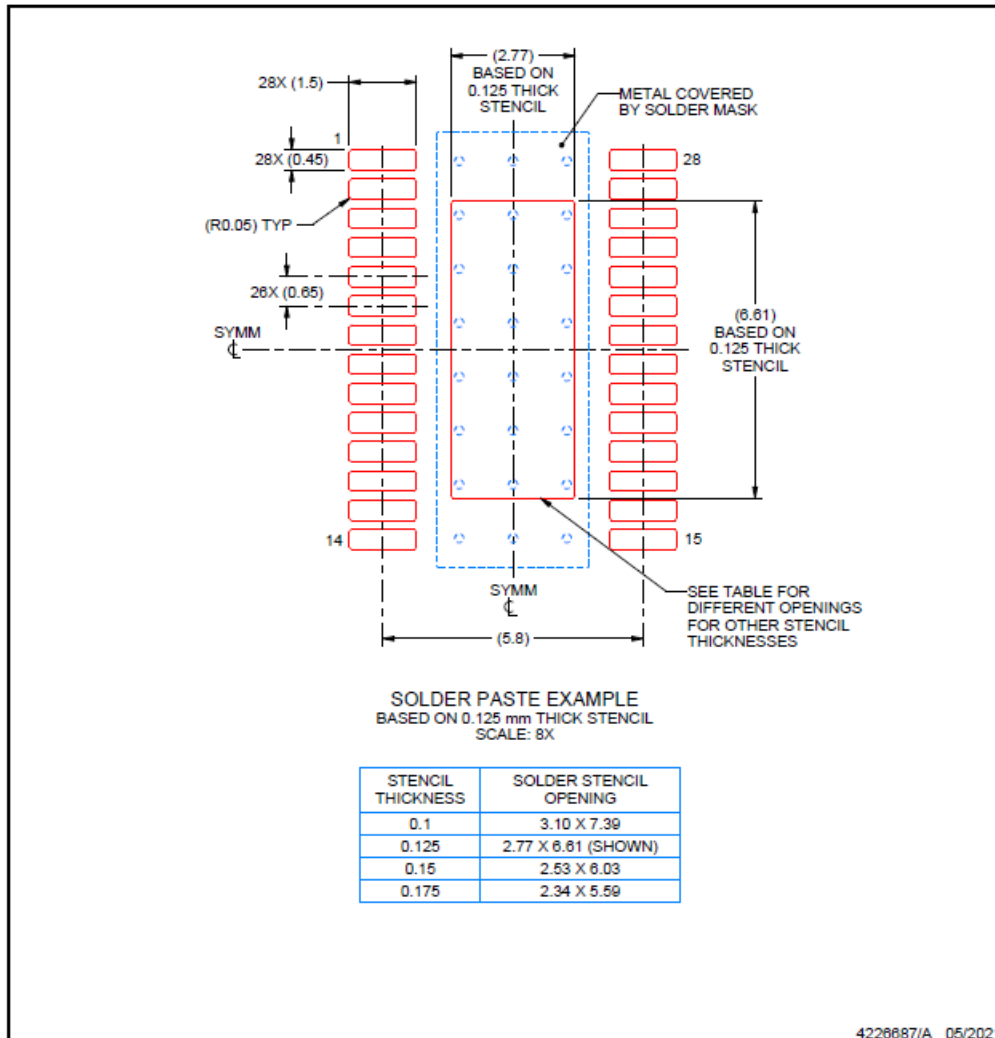 (2.77)
BASED ON
0.125 THICK
STENCIL
28X (1.5)
METAL COVERED
BY SOLDER MASK
1
28X (0.45)
28
(R0.05) TYP
26X (0.65)
SYMM
℄
(6.61)
BASED ON
0.125 THICK
STENCIL
14
15
SYMM
℄
SEE TABLE FOR
DIFFERENT OPENINGS
FOR OTHER STENCIL
THICKNESSES
(5.8)
SOLDER PASTE EXAMPLE
BASED ON 0.125 mm THICK STENCIL
SCALE: 8X
STENCIL THICKNESS SOLDER STENCIL OPENING
0.1 3.10 X 7.39
0.125 2.77 X 6.61 (SHOWN)
0.15 2.53 X 6.03
0.175 2.34 X 5.59
4226687/A 05/202